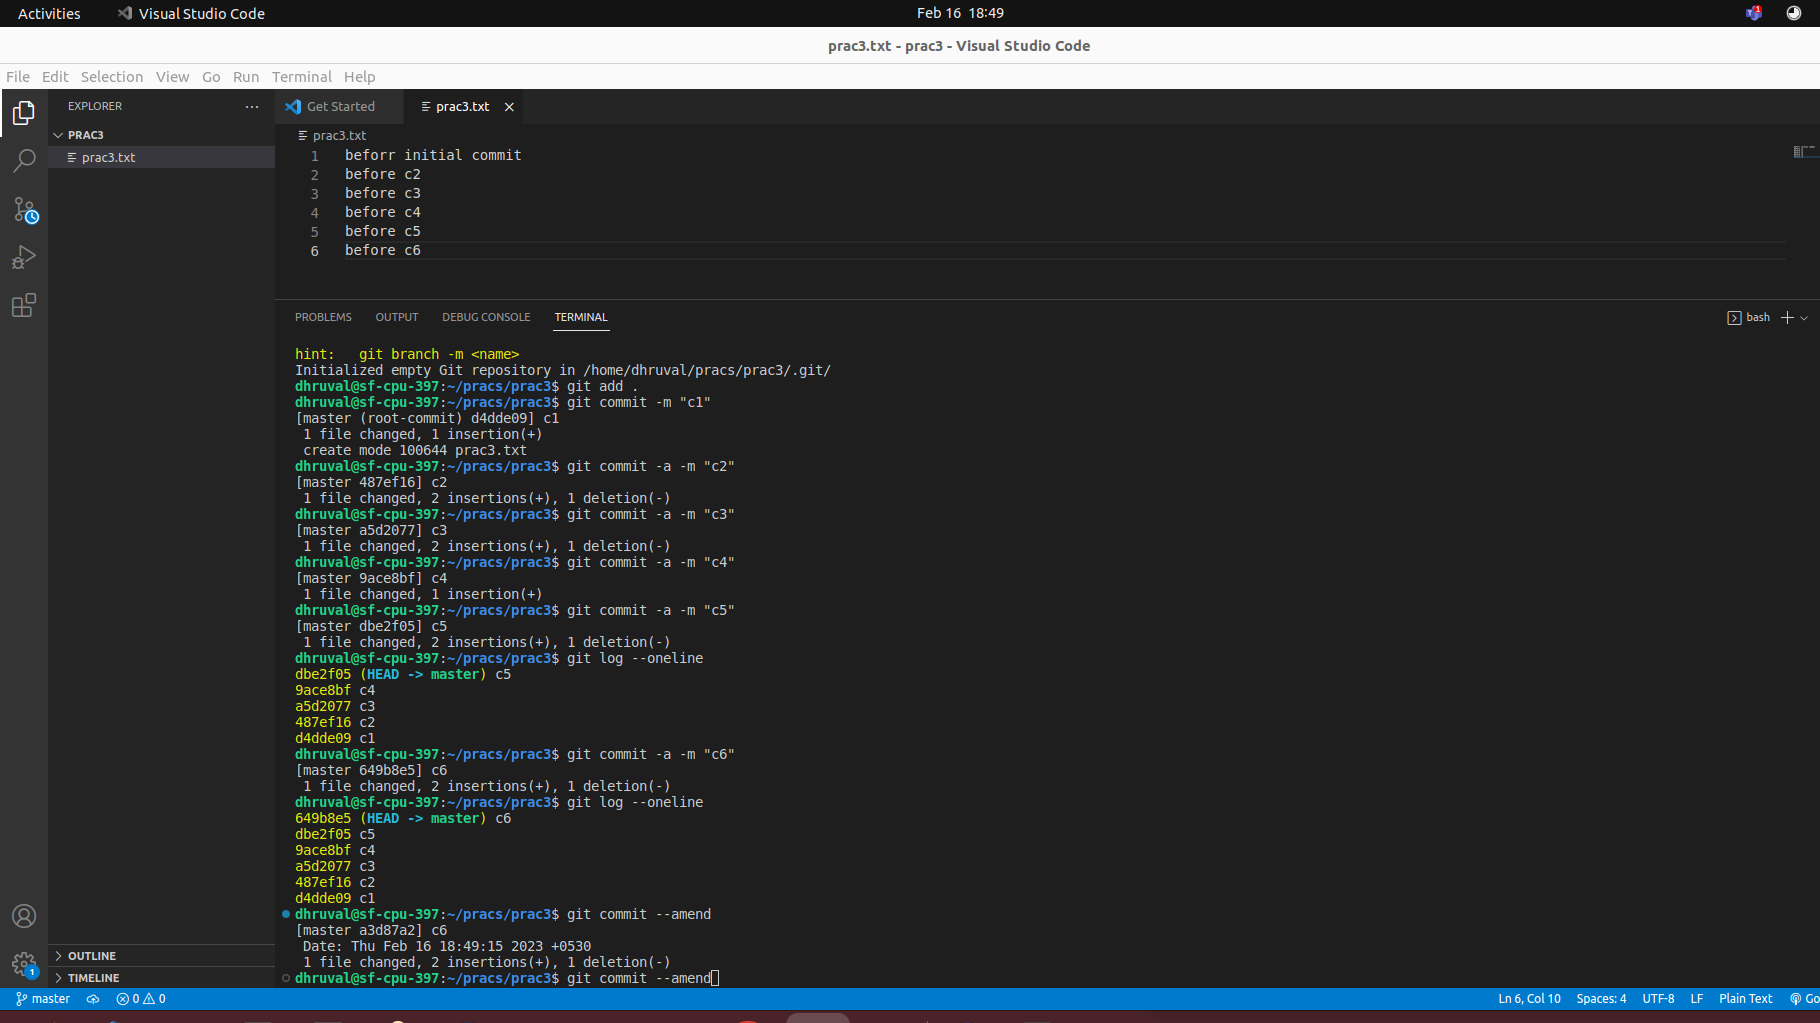 Activities Visual Studio Code Feb 16 18:49 1
prac3.txt - prac3 - Visual Studio Code
File Edit Selection View Go Run Terminal Help
EXPLORER ··· Get Started prac3.txt
PRAC3
prac3.txt
prac3.txt
1 beforr initial commit
2 before c2
3 before c3
4 before c4
5 before c5
6 before c6
PROBLEMS OUTPUT DEBUG CONSOLE TERMINAL bash
hint:   git branch -m <name>
Initialized empty Git repository in /home/dhruval/pracs/prac3/.git/
dhruval@sf-cpu-397:~/pracs/prac3$ git add .
dhruval@sf-cpu-397:~/pracs/prac3$ git commit -m "c1"
[master (root-commit) d4dde09] c1
 1 file changed, 1 insertion(+)
 create mode 100644 prac3.txt
dhruval@sf-cpu-397:~/pracs/prac3$ git commit -a -m "c2"
[master 487ef16] c2
 1 file changed, 2 insertions(+), 1 deletion(-)
dhruval@sf-cpu-397:~/pracs/prac3$ git commit -a -m "c3"
[master a5d2077] c3
 1 file changed, 2 insertions(+), 1 deletion(-)
dhruval@sf-cpu-397:~/pracs/prac3$ git commit -a -m "c4"
[master 9ace8bf] c4
 1 file changed, 1 insertion(+)
dhruval@sf-cpu-397:~/pracs/prac3$ git commit -a -m "c5"
[master dbe2f05] c5
 1 file changed, 2 insertions(+), 1 deletion(-)
dhruval@sf-cpu-397:~/pracs/prac3$ git log --oneline
dbe2f05 (HEAD -> master) c5
9ace8bf c4
a5d2077 c3
487ef16 c2
d4dde09 c1
dhruval@sf-cpu-397:~/pracs/prac3$ git commit -a -m "c6"
[master 649b8e5] c6
 1 file changed, 2 insertions(+), 1 deletion(-)
dhruval@sf-cpu-397:~/pracs/prac3$ git log --oneline
649b8e5 (HEAD -> master) c6
dbe2f05 c5
9ace8bf c4
a5d2077 c3
487ef16 c2
d4dde09 c1
dhruval@sf-cpu-397:~/pracs/prac3$ git commit --amend
[master a3d87a2] c6
 Date: Thu Feb 16 18:49:15 2023 +0530
 1 file changed, 2 insertions(+), 1 deletion(-)
dhruval@sf-cpu-397:~/pracs/prac3$ git commit --amend
OUTLINE
1
TIMELINE
master 0 0 Ln 6, Col 10 Spaces: 4 UTF-8 LF Plain Text Go